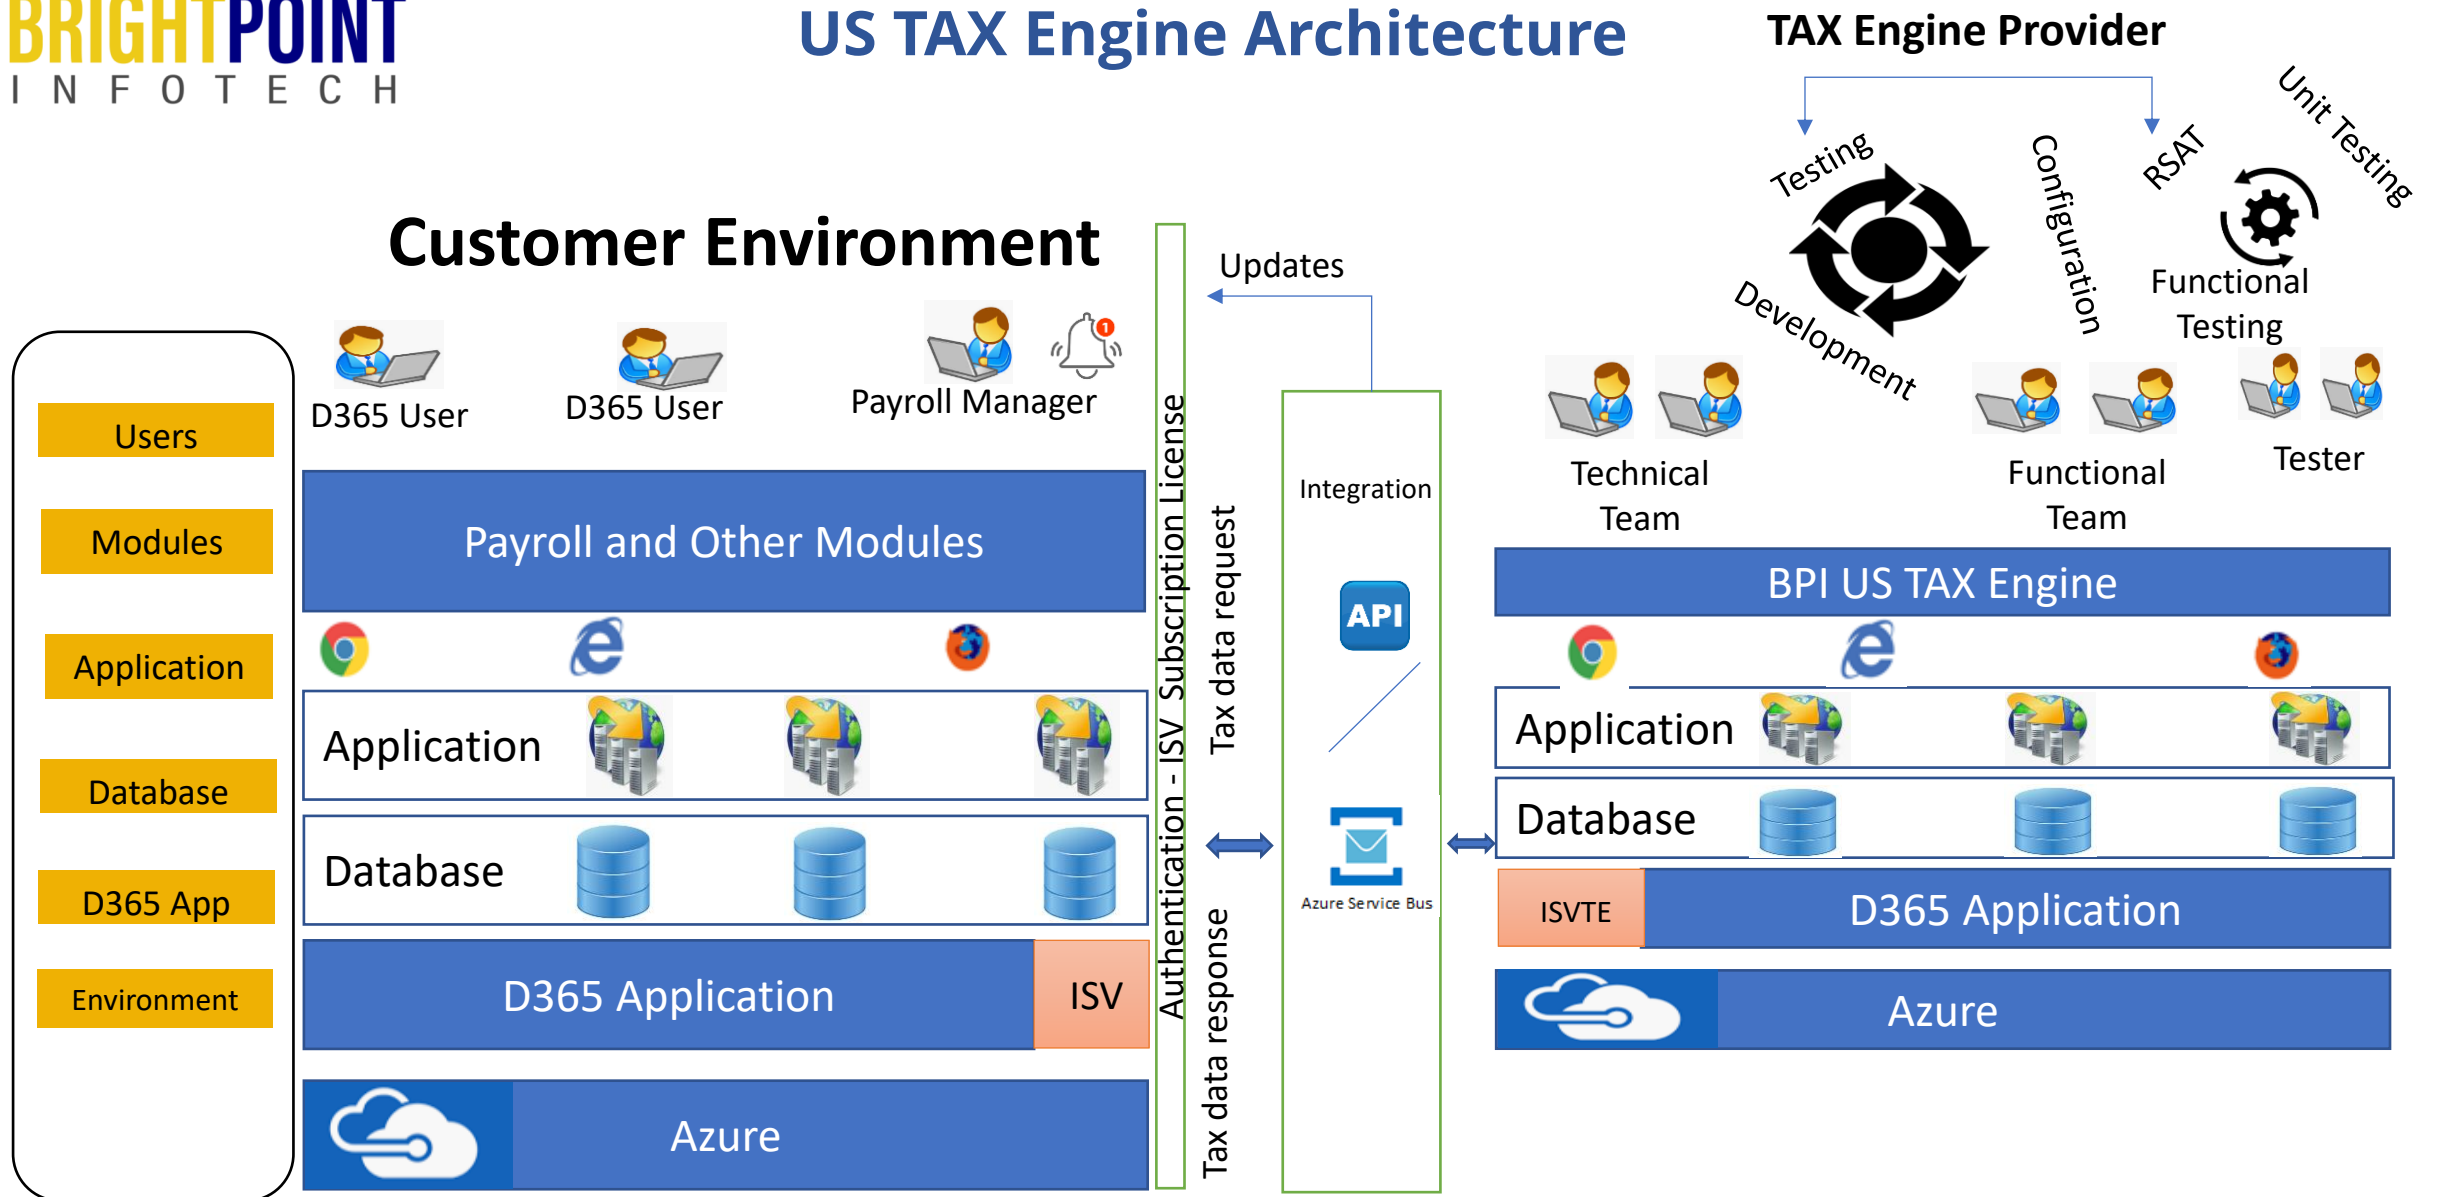 BRIGHTPOINT
INFOTECH
US TAX Engine Architecture
TAX Engine Provider
Testing
Development
Configuration
RSAT
Unit Testing
Functional
Testing
Customer Environment
Updates
1
D365 User
D365 User
Payroll Manager
Users
Modules
Application
Database
D365 App
Environment
Payroll and Other Modules
Application
Database
D365 Application
ISV
Azure
Authentication - ISV Subscription License
Tax data request
Tax data response
Integration
API
Azure Service Bus
Technical
Team
Functional
Team
Tester
BPI US TAX Engine
Application
Database
ISVTE
D365 Application
Azure